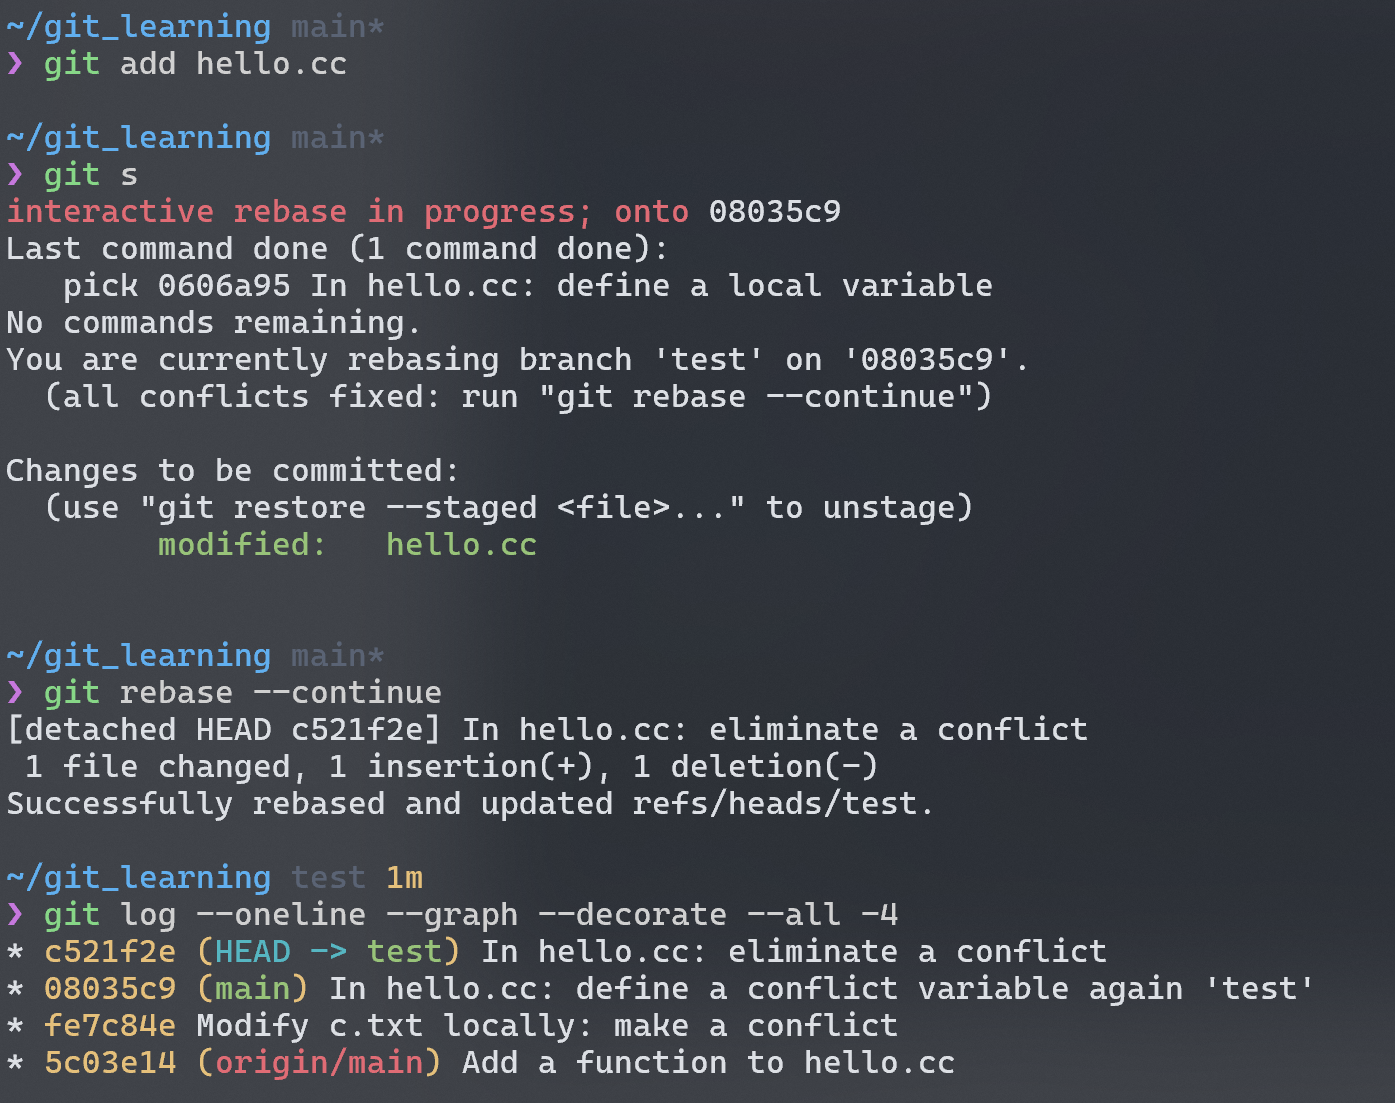 ~/git_learning main*
❯ git add hello.cc
~/git_learning main*
❯ git s
interactive rebase in progress; onto 08035c9
Last command done (1 command done):
   pick 0606a95 In hello.cc: define a local variable
No commands remaining.
You are currently rebasing branch 'test' on '08035c9'.
  (all conflicts fixed: run "git rebase --continue")
Changes to be committed:
  (use "git restore --staged <file>..." to unstage)
        modified:   hello.cc
~/git_learning main*
❯ git rebase --continue
[detached HEAD c521f2e] In hello.cc: eliminate a conflict
 1 file changed, 1 insertion(+), 1 deletion(-)
Successfully rebased and updated refs/heads/test.
~/git_learning test 1m
❯ git log --oneline --graph --decorate --all -4
* c521f2e (HEAD -> test) In hello.cc: eliminate a conflict
* 08035c9 (main) In hello.cc: define a conflict variable again 'test'
* fe7c84e Modify c.txt locally: make a conflict
* 5c03e14 (origin/main) Add a function to hello.cc